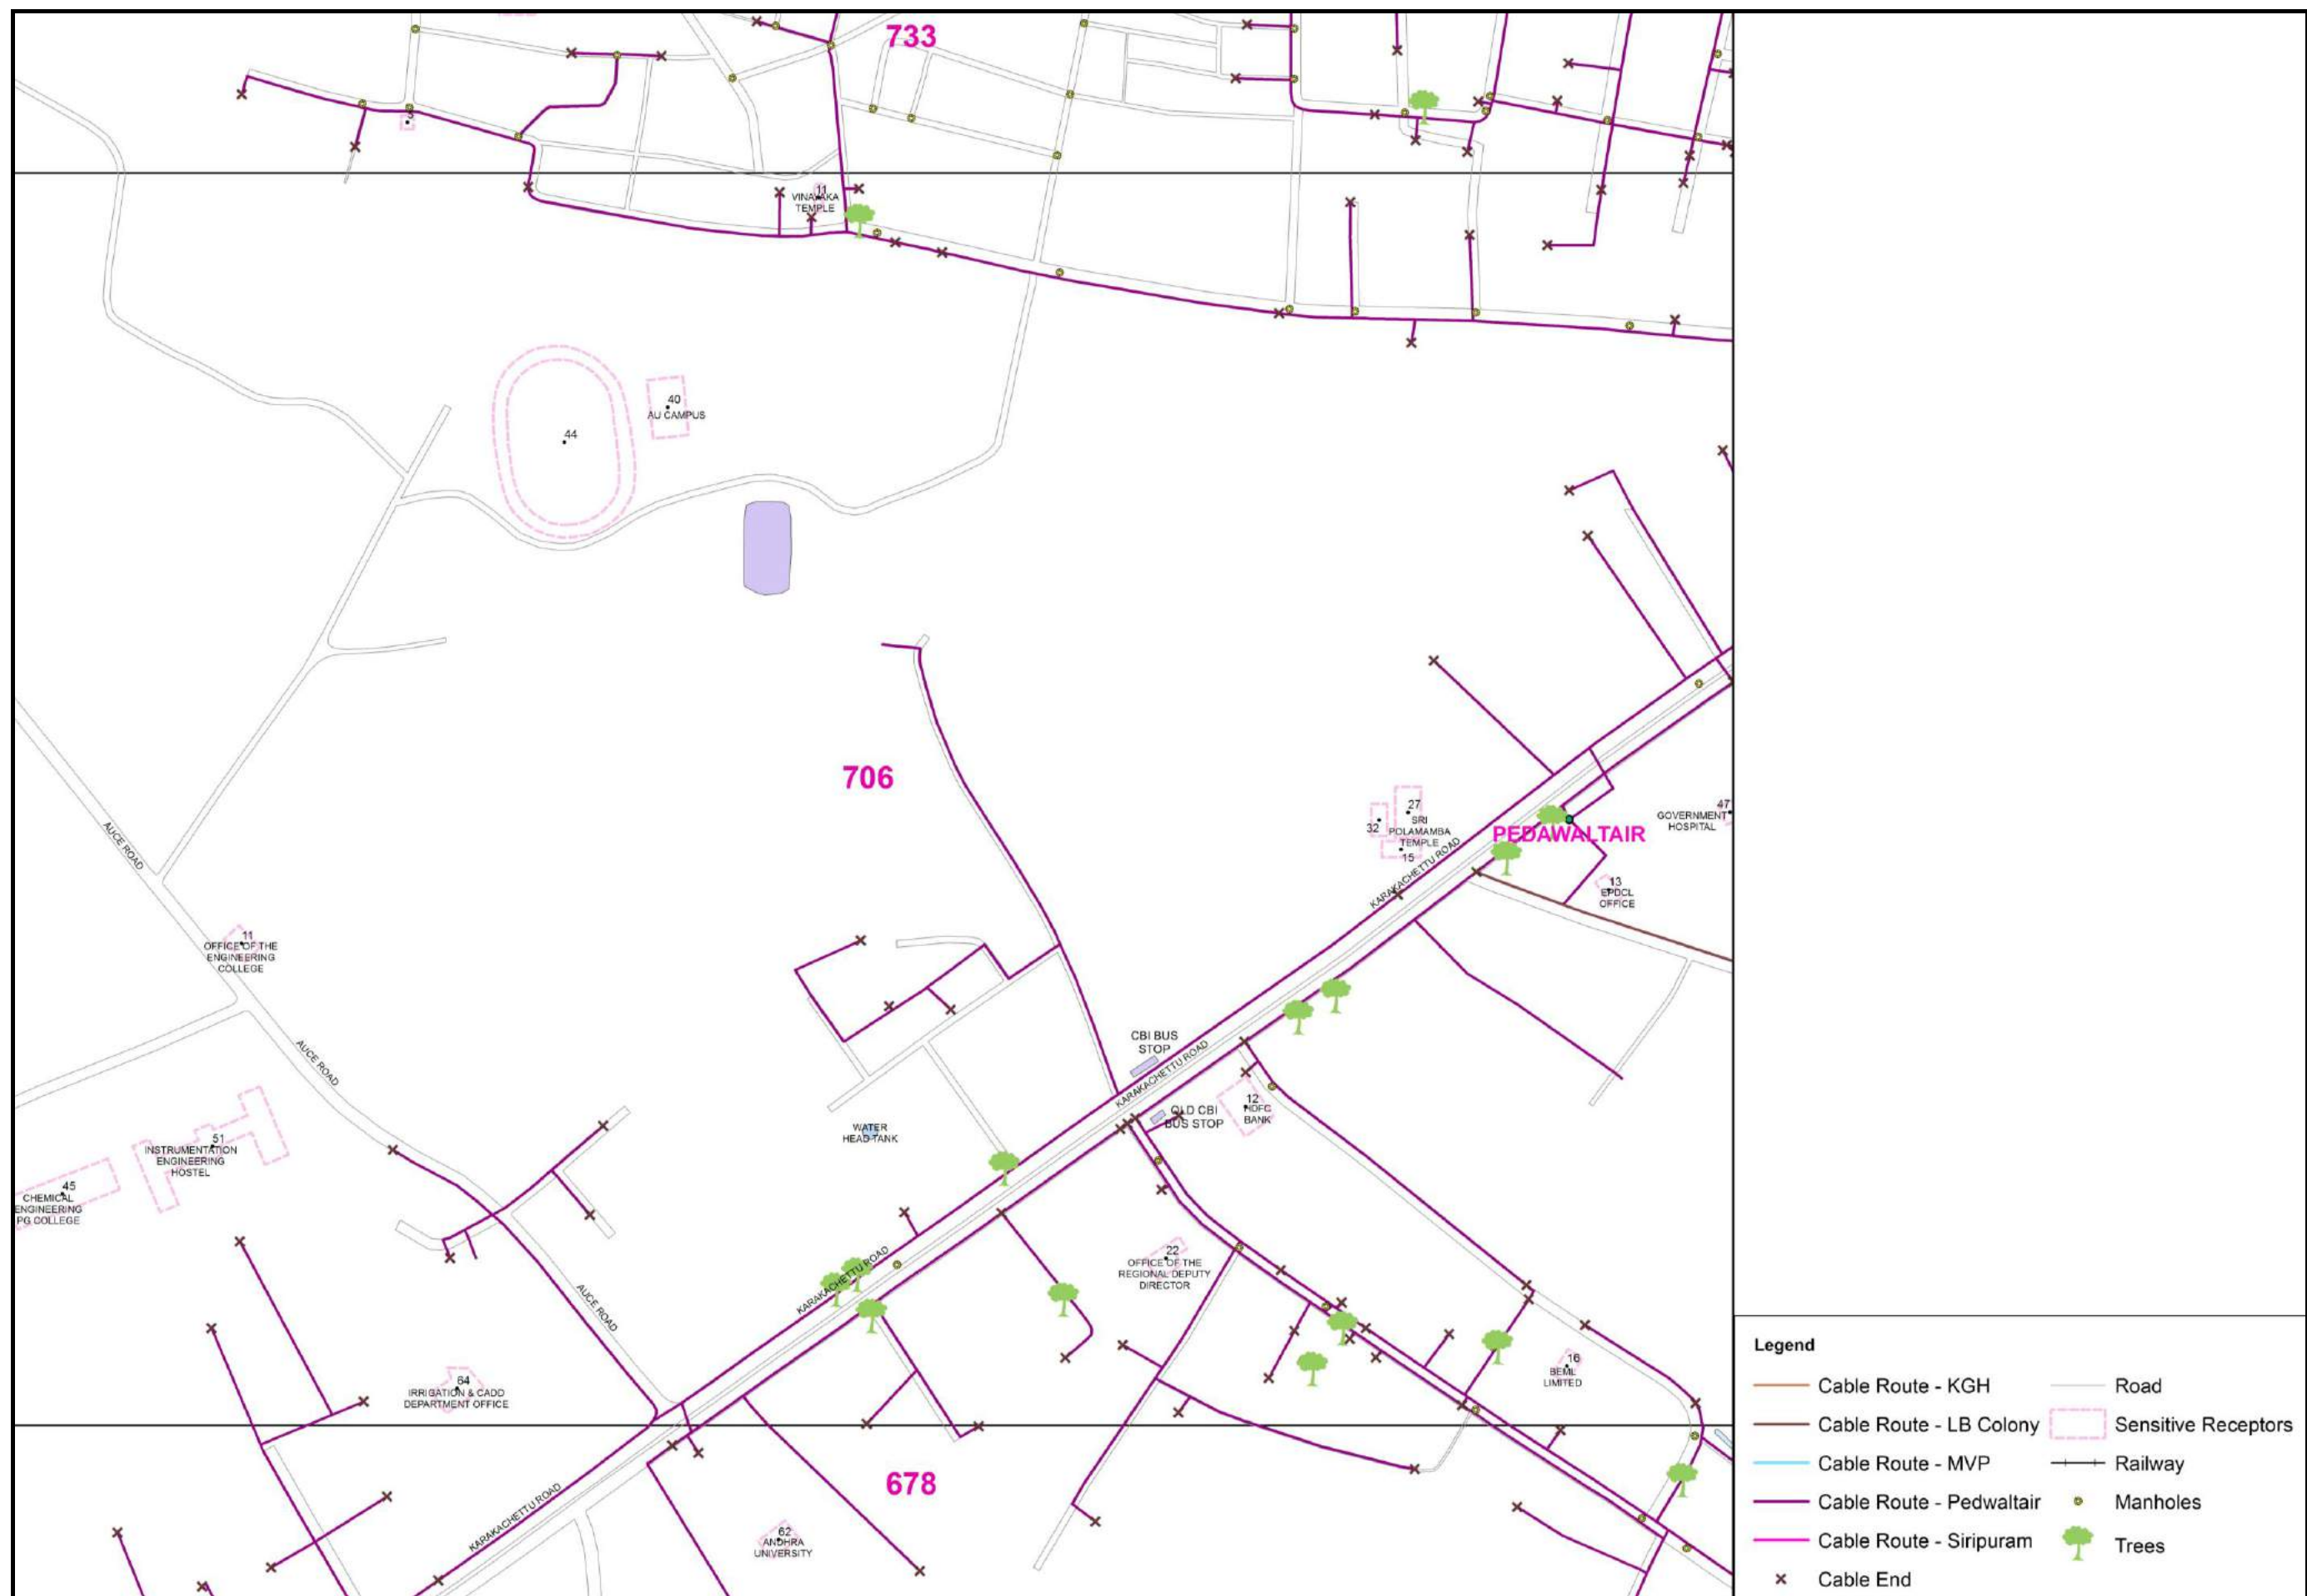 733
5
11
VINAYAKA
TEMPLE
40
AU CAMPUS
44
706
27
32
SRI
POLAMAMBA
TEMPLE
15
KARAKACHETTU ROAD
PEDAWALTAIR
47
GOVERNMENT
HOSPITAL
13
EPDCL
OFFICE
AUCE ROAD
11
OFFICE OF THE
ENGINEERING
COLLEGE
AUCE ROAD
CBI BUS
STOP
KARAKACHETTU ROAD
OLD CBI
BUS STOP
12
HDFC
BANK
WATER
HEAD TANK
51
INSTRUMENTATION
ENGINEERING
HOSTEL
45
CHEMICAL
ENGINEERING
PG COLLEGE
22
OFFICE OF THE
REGIONAL DEPUTY
DIRECTOR
KARAKACHETTU ROAD
AUCE ROAD
64
IRRIGATION & CADD
DEPARTMENT OFFICE
16
BEML
LIMITED
678
KARAKACHETTU ROAD
62
ANDHRA
UNIVERSITY
Legend
Cable Route - KGH
Cable Route - LB Colony
Cable Route - MVP
Cable Route - Pedwaltair
Cable Route - Siripuram
Cable End
Road
Sensitive Receptors
Railway
Manholes
Trees